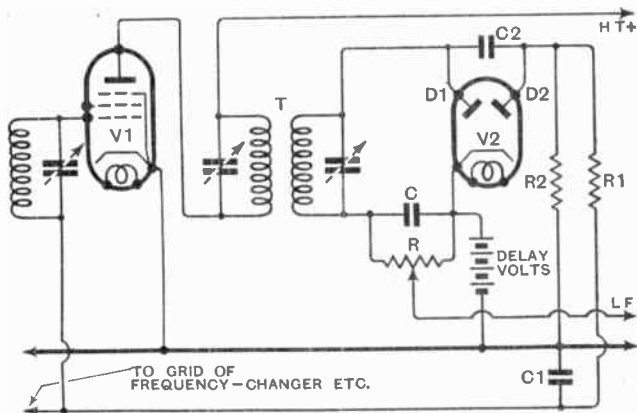 C2
HT+
T
D1
D2
V1
V2
C
R2
R1
R
DELAY
VOLTS
LF
TO GRID OF
FREQUENCY-CHANGER ETC.
C1